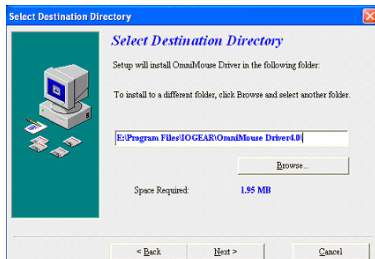 Select Destination Directory
Select Destination Directory
Setup will install OmniMouse Driver in the following folder:
To install to a different folder, click Browse and select another folder.
E:\Program Files\IOGEAR\OmniMouse Driver4.0\
Browse...
Space Required: 1.95 MB
< Back Next > Cancel